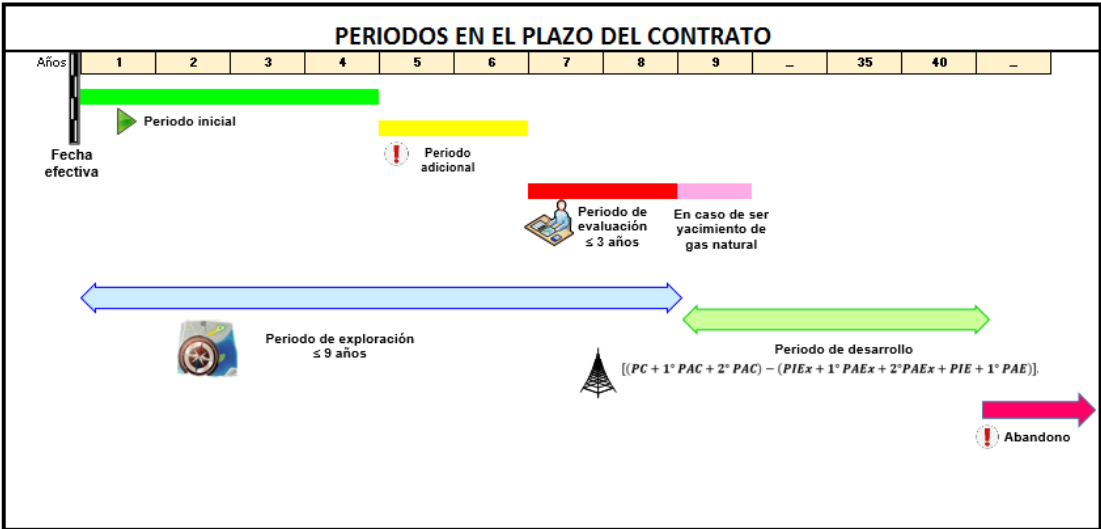 PERIODOS EN EL PLAZO DEL CONTRATO
Años 1 2 3 4 5 6 7 8 9 _ 35 40 _
Fecha
efectiva
Periodo inicial
Periodo
adicional
Periodo de
evaluación
≤ 3 años
En caso de ser
yacimiento de
gas natural
Periodo de exploración
≤ 9 años
Periodo de desarrollo
[(PC + 1° PAC + 2° PAC) − (PIEx + 1° PAEx + 2°PAEx + PIE + 1° PAE)].
Abandono